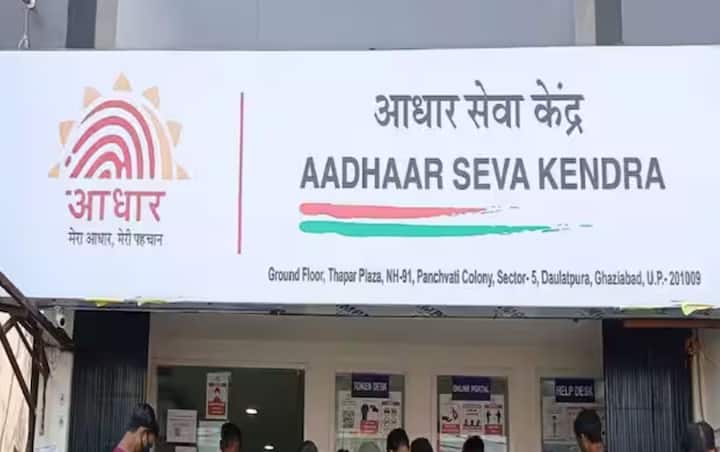 आधार
मेरा आधार, मेरी पहचान
आधार सेवा केंद्र
AADHAAR SEVA KENDRA
Ground Floor, Thapar Plaza, NH-91, Panchvati Colony, Sector- 5, Daulatpura, Ghaziabad, U.P.- 201009
TOKEN DESK
ONLINE PORTAL
HELP DESK